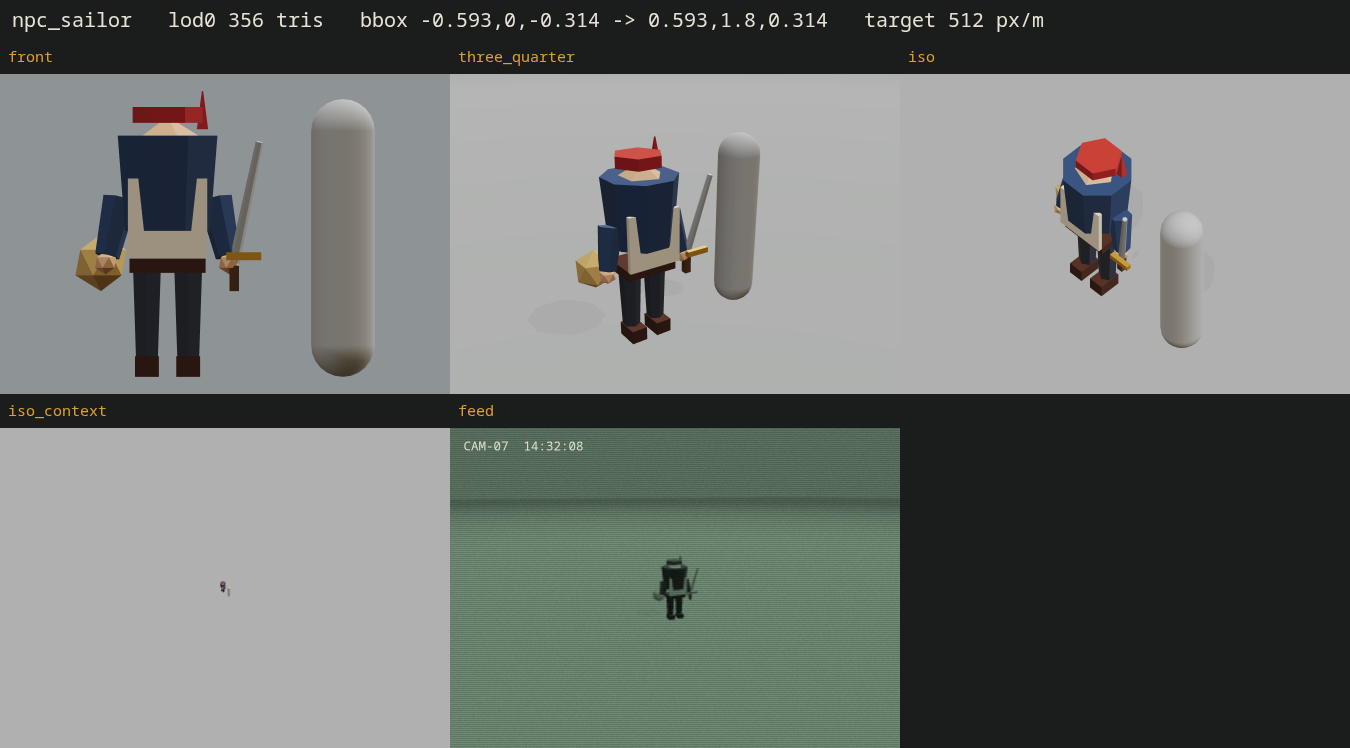 npc_sailor lod0 356 tris bbox -0.593,0,-0.314 -> 0.593,1.8,0.314 target 512 px/m
front three_quarter iso
iso_context feed
CAM-07 14:32:08